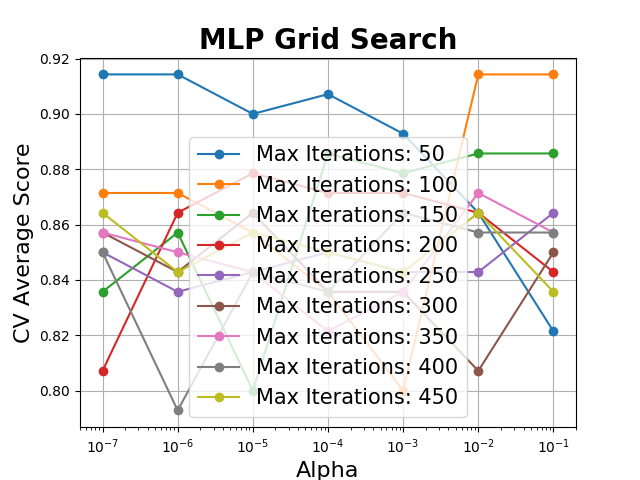 MLP Grid Search
CV Average Score
0.92
0.90
0.88
0.86
0.84
0.82
0.80
Max Iterations: 50
Max Iterations: 100
Max Iterations: 150
Max Iterations: 200
Max Iterations: 250
Max Iterations: 300
Max Iterations: 350
Max Iterations: 400
Max Iterations: 450
10⁻⁷ 10⁻⁶ 10⁻⁵ 10⁻⁴ 10⁻³ 10⁻² 10⁻¹
Alpha